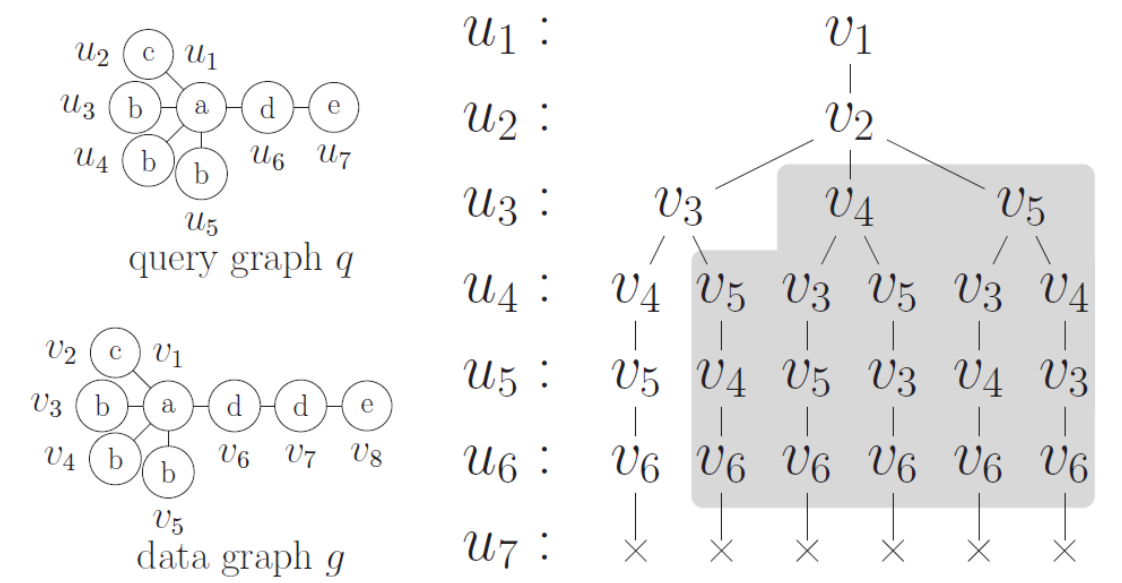 u2 c u1
u3 b a d e
u4 b b u6 u7
u5
query graph q
v2 c v1
v3 b a d d e
v4 b b v6 v7 v8
v5
data graph g
u1 : v1
u2 : v2
u3 : v3 v4 v5
u4 : v4 v5 v3 v5 v3 v4
u5 : v5 v4 v5 v3 v4 v3
u6 : v6 v6 v6 v6 v6 v6
u7 : × × × × × ×